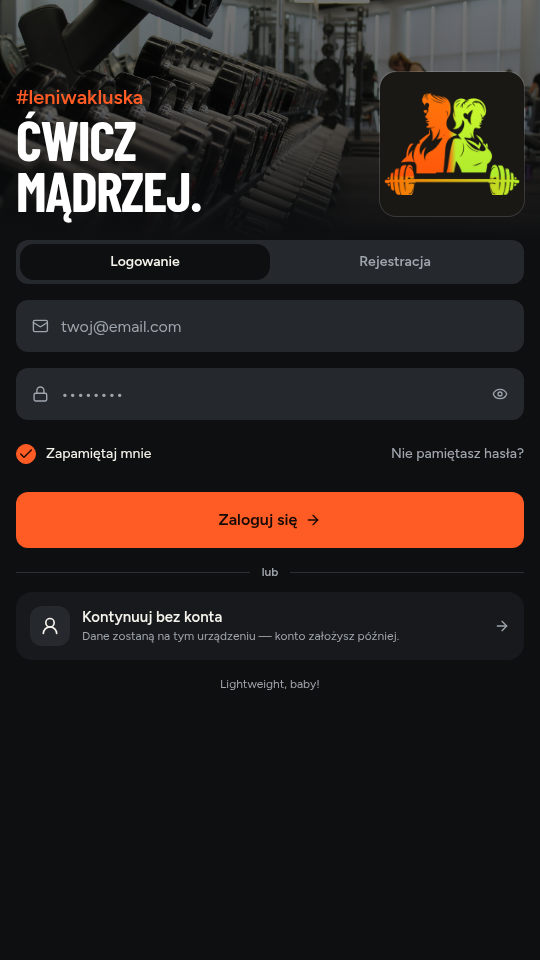 #leniwakluska
ĆWICZ
MĄDRZEJ.
Logowanie
Rejestracja
twoj@email.com
••••••••
Zapamiętaj mnie
Nie pamiętasz hasła?
Zaloguj się →
lub
Kontynuuj bez konta
Dane zostaną na tym urządzeniu — konto założysz później.
Lightweight, baby!